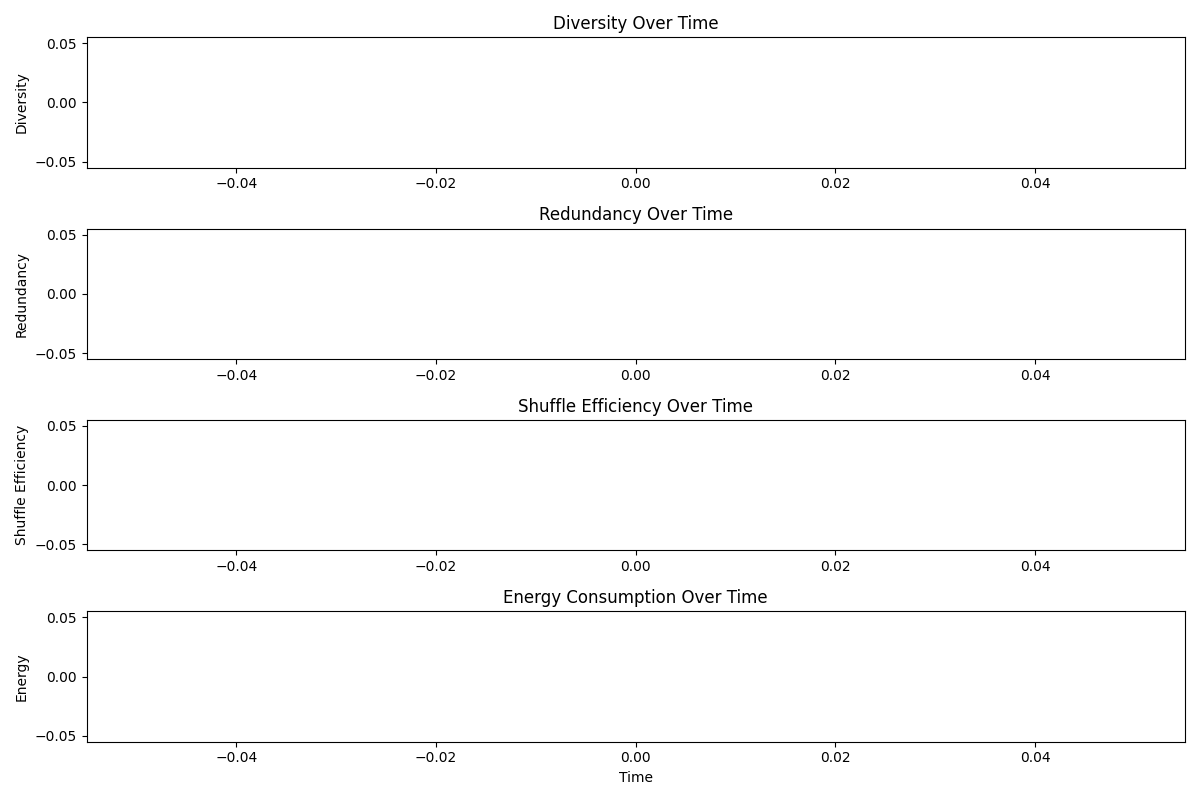 Diversity Over Time
0.05
0.00
−0.05
Diversity
−0.04 −0.02 0.00 0.02 0.04
Redundancy Over Time
0.05
0.00
−0.05
Redundancy
−0.04 −0.02 0.00 0.02 0.04
Shuffle Efficiency Over Time
0.05
0.00
−0.05
Shuffle Efficiency
−0.04 −0.02 0.00 0.02 0.04
Energy Consumption Over Time
0.05
0.00
−0.05
Energy
−0.04 −0.02 0.00 0.02 0.04
Time